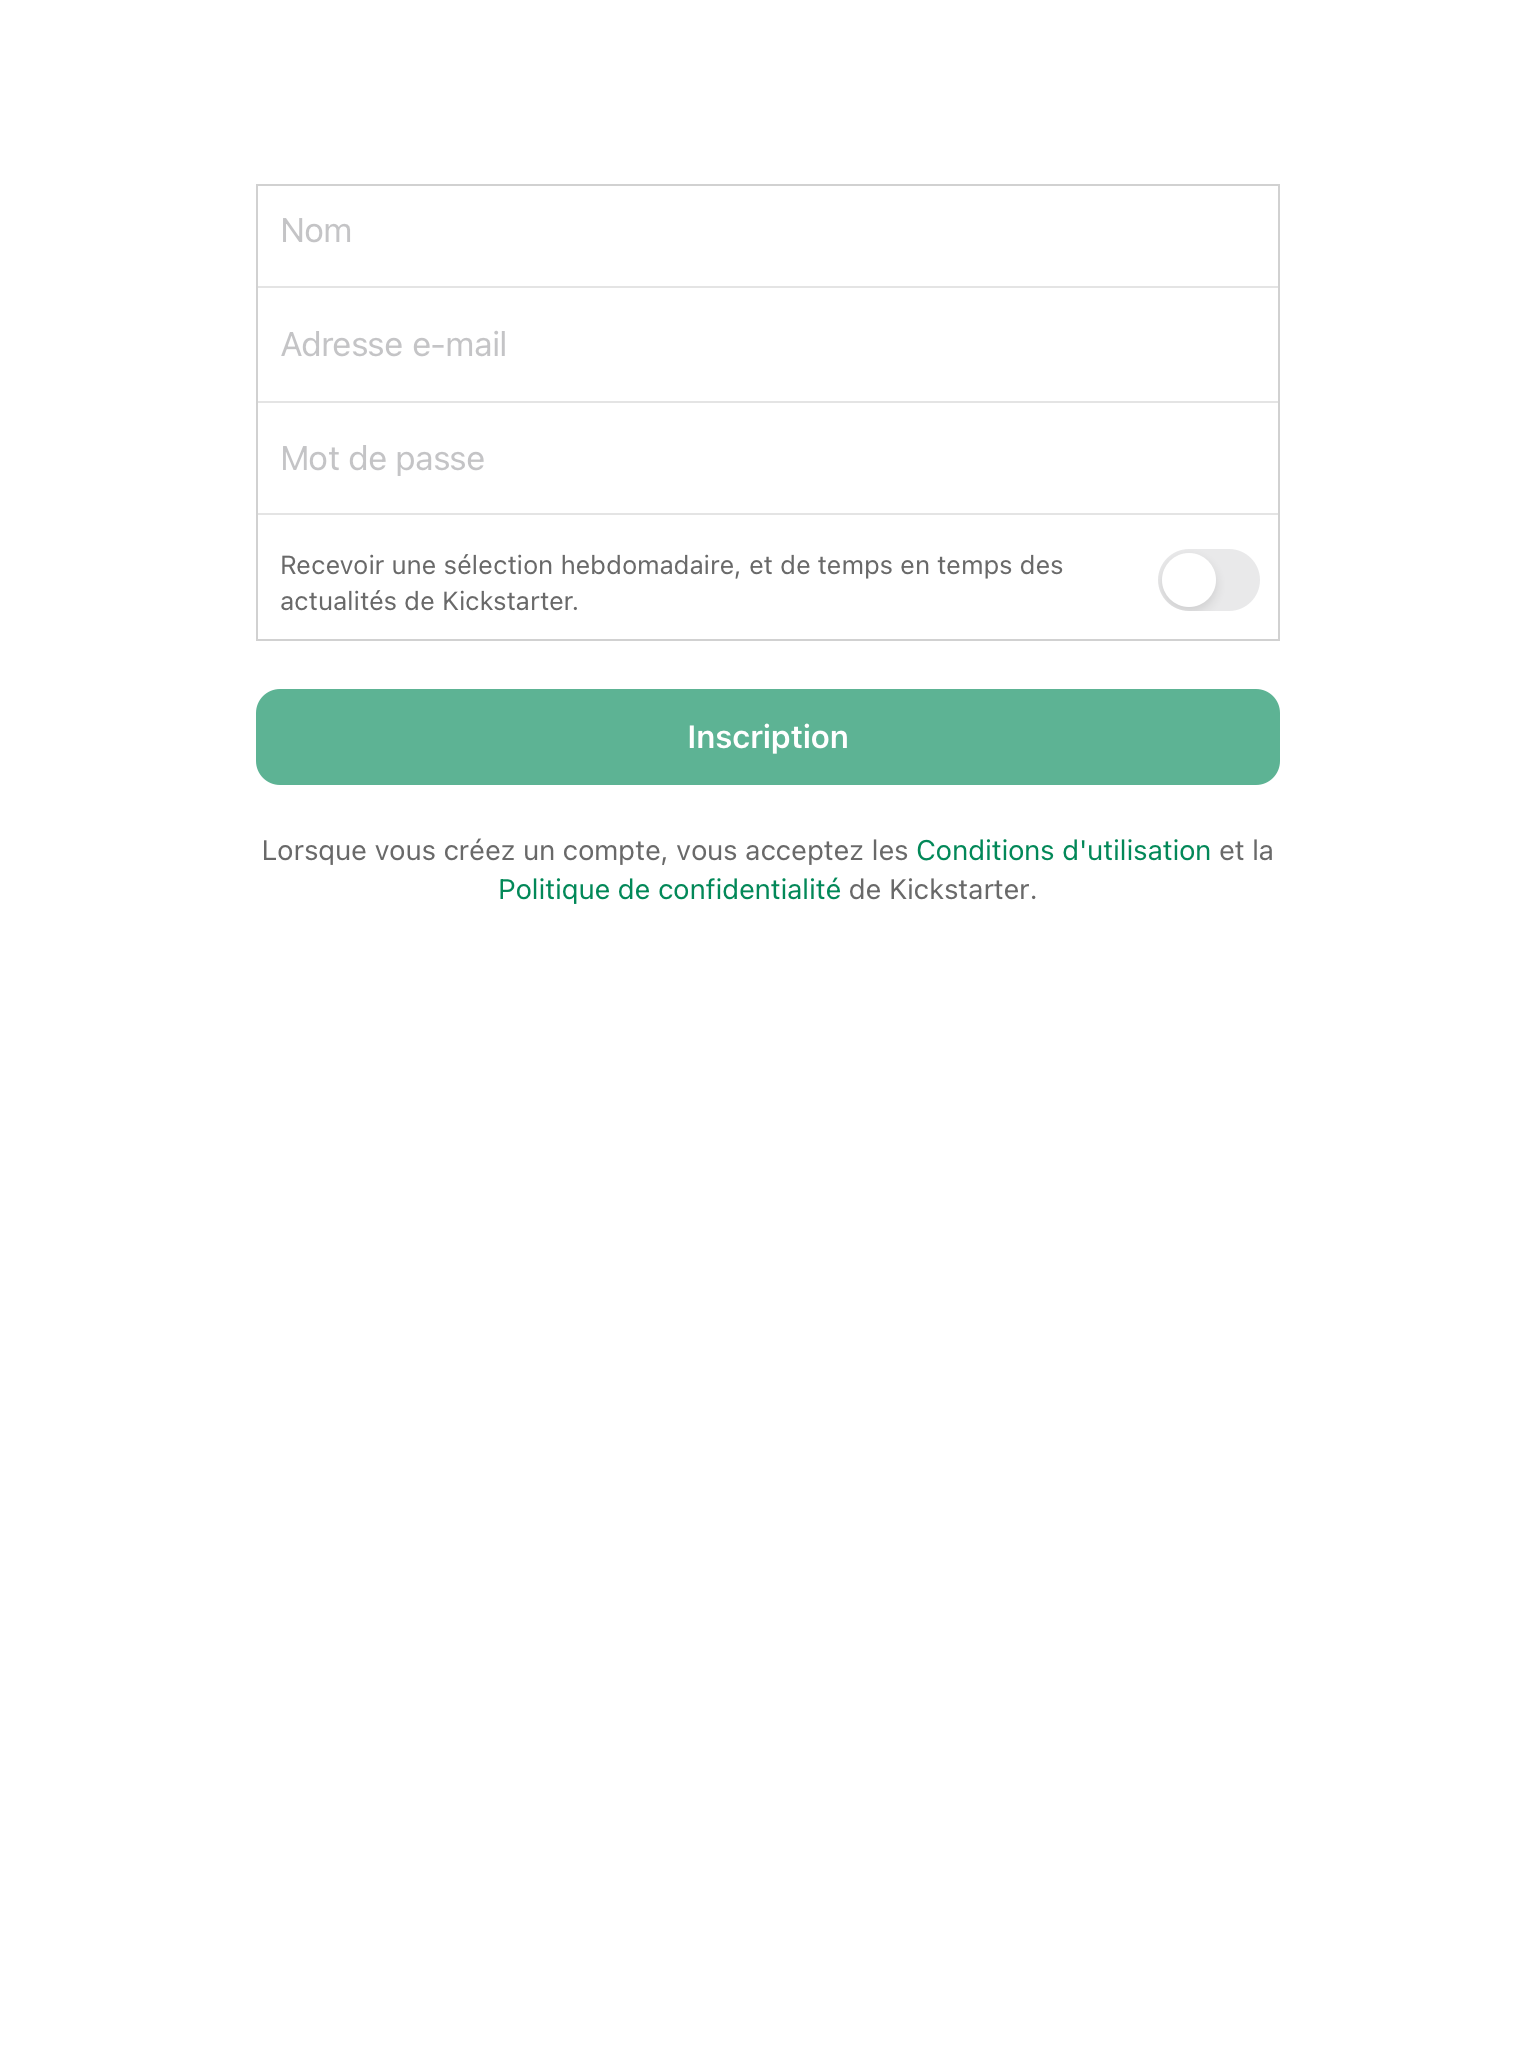 Nom
Adresse e-mail
Mot de passe
Recevoir une sélection hebdomadaire, et de temps en temps des
actualités de Kickstarter.
Inscription
Lorsque vous créez un compte, vous acceptez les Conditions d'utilisation et la
Politique de confidentialité de Kickstarter.